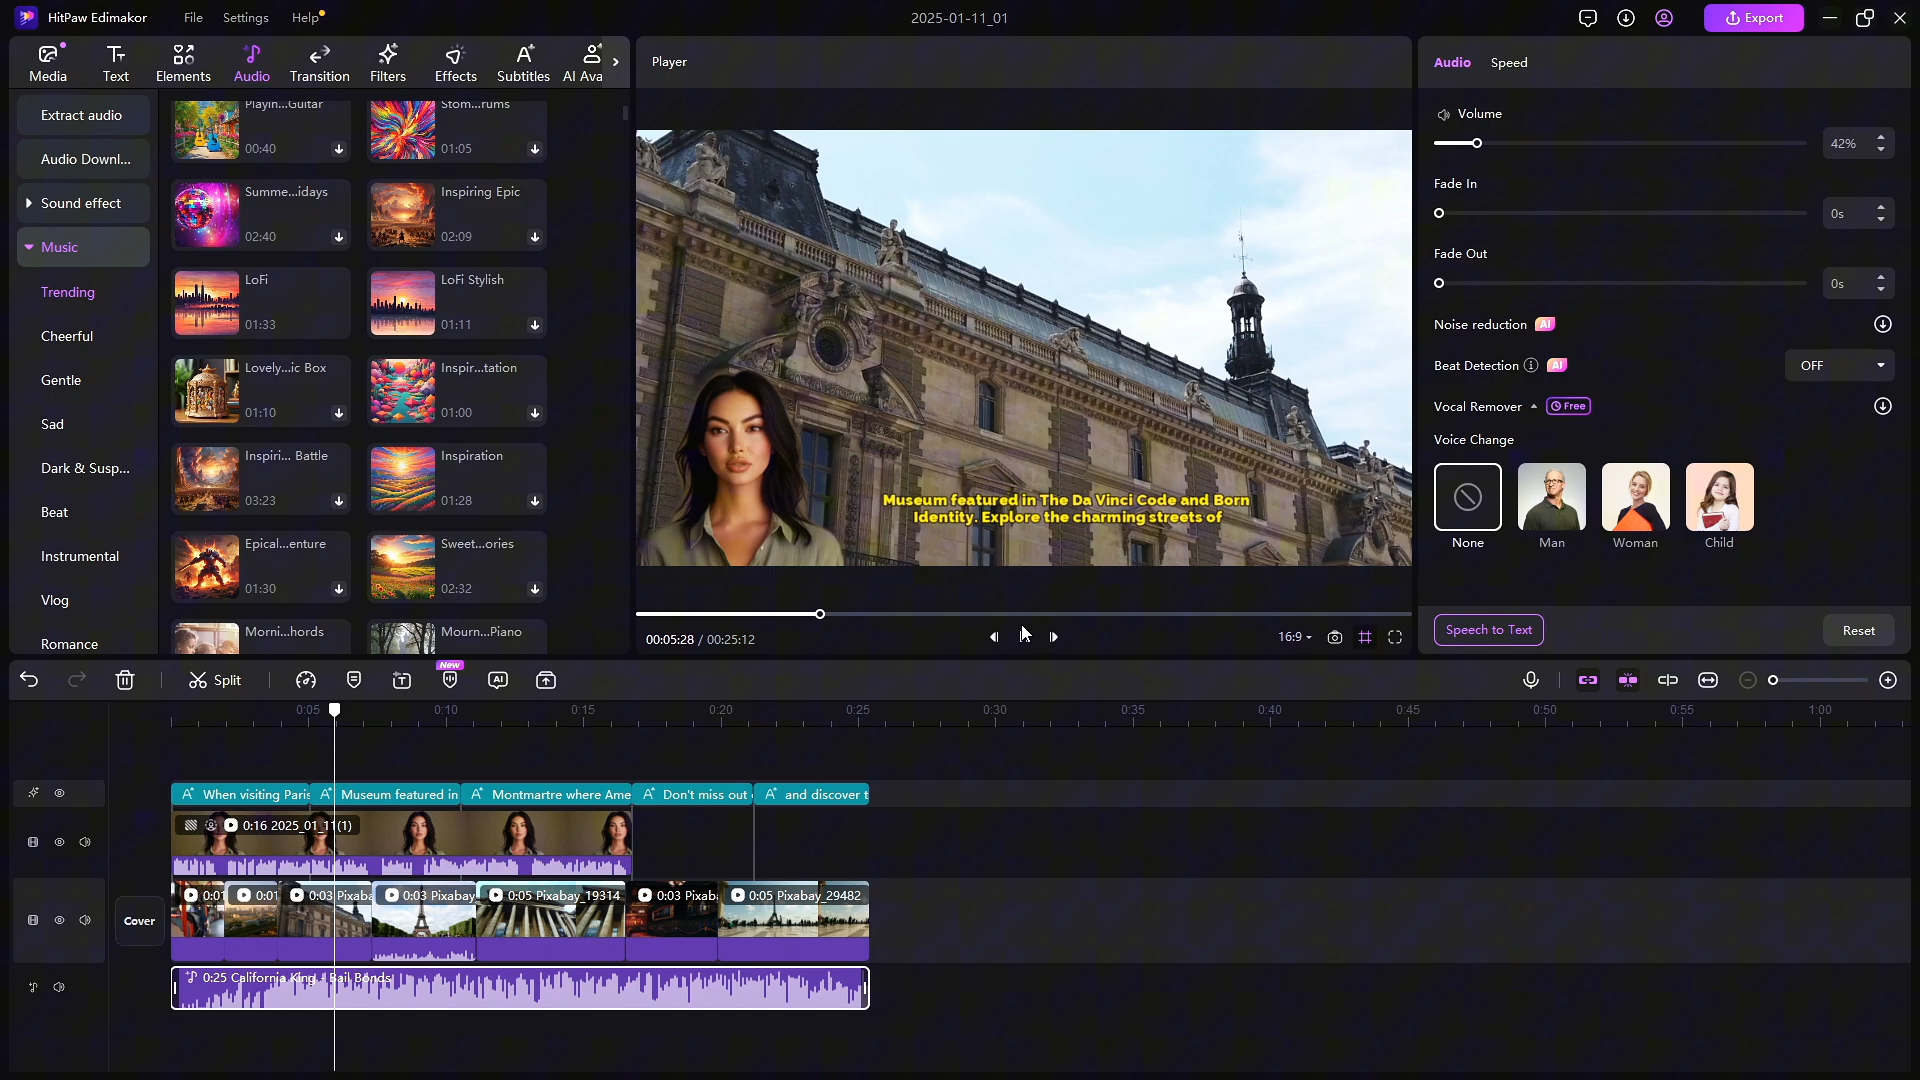 HitPaw Edimakor
File
Settings
Help
2025-01-11_01
Export
Media
Text
Elements
Audio
Transition
Filters
Effects
Subtitles
AI Ava
Extract audio
Audio Downl...
Sound effect
Music
Trending
Cheerful
Gentle
Sad
Dark & Susp...
Beat
Instrumental
Vlog
Romance
Playin...Guitar
00:40
Stom...rums
01:05
Summe...idays
02:40
Inspiring Epic
02:09
LoFi
01:33
LoFi Stylish
01:11
Lovely...ic Box
01:10
Inspir...tation
01:00
Inspiri... Battle
03:23
Inspiration
01:28
Epical...enture
01:30
Sweet...ories
02:32
Morni...hords
Mourn...Piano
Player
Museum featured in The Da Vinci Code and Born
Identity. Explore the charming streets of
00:05:28 / 00:25:12
16:9
Audio
Speed
Volume
42%
Fade In
0s
Fade Out
0s
Noise reduction AI
Beat Detection AI
OFF
Vocal Remover Free
Voice Change
None
Man
Woman
Child
Speech to Text
Reset
Split
New
AI
0:05 0:10 0:15 0:20 0:25 0:30 0:35 0:40 0:45 0:50 0:55 1:00
When visiting Paris
Museum featured in
Montmartre where Ame
Don't miss out
and discover t
0:16 2025_01_11(1)
Cover
0:01
0:01
0:03 Pixaba
0:03 Pixabay
0:05 Pixabay_19314
0:03 Pixab
0:05 Pixabay_29482
0:25 California King - Bail Bonds